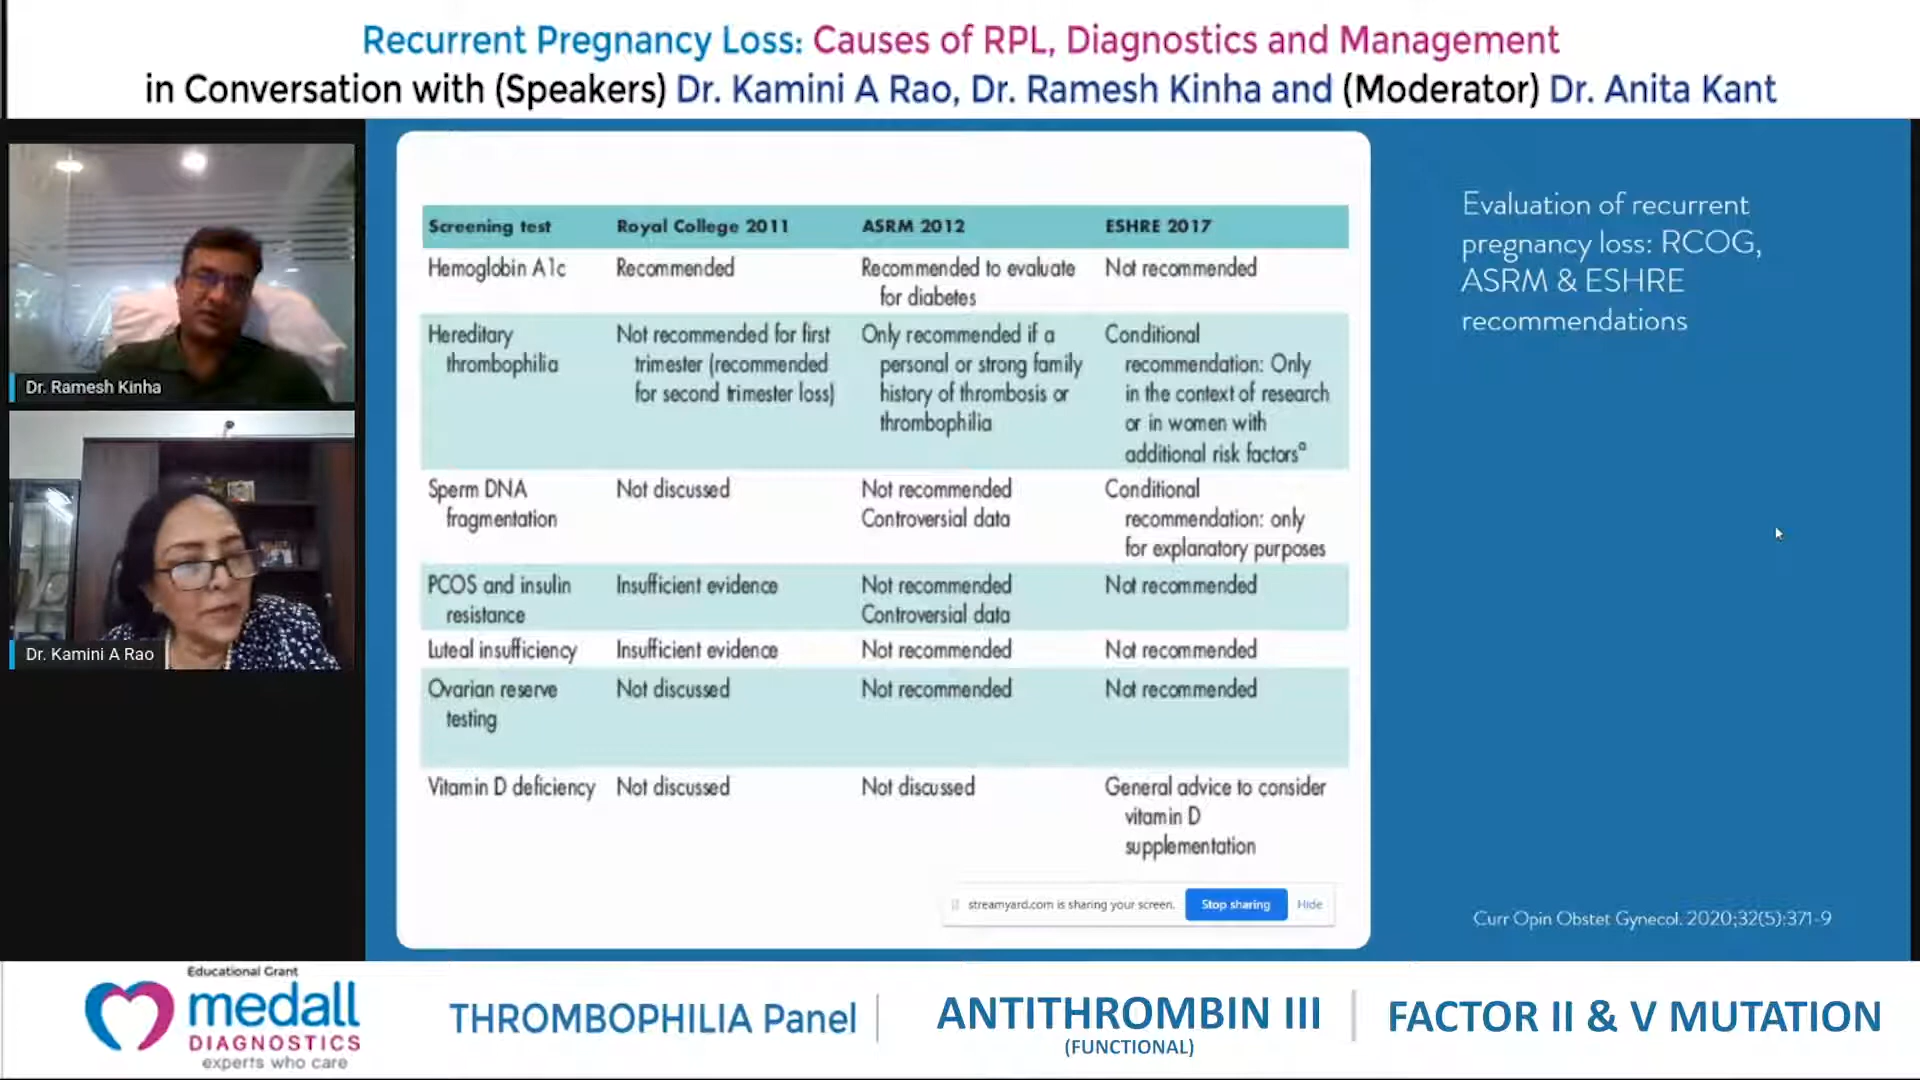 Recurrent Pregnancy Loss: Causes of RPL, Diagnostics and Management
in Conversation with (Speakers) Dr. Kamini A Rao, Dr. Ramesh Kinha and (Moderator) Dr. Anita Kant
Dr. Ramesh Kinha
Dr. Kamini A Rao
Screening test Royal College 2011 ASRM 2012 ESHRE 2017
Hemoglobin A1c Recommended Recommended to evaluate Not recommended
for diabetes
Hereditary Not recommended for first Only recommended if a Conditional
thrombophilia trimester (recommended personal or strong family recommendation: Only
for second trimester loss) history of thrombosis or in the context of research
thrombophilia or in women with
additional risk factorsᵃ
Sperm DNA Not discussed Not recommended Conditional
fragmentation Controversial data recommendation: only
for explanatory purposes
PCOS and insulin Insufficient evidence Not recommended Not recommended
resistance Controversial data
Luteal insufficiency Insufficient evidence Not recommended Not recommended
Ovarian reserve Not discussed Not recommended Not recommended
testing
Vitamin D deficiency Not discussed Not discussed General advice to consider
vitamin D
supplementation
streamyard.com is sharing your screen. Stop sharing Hide
Evaluation of recurrent
pregnancy loss: RCOG,
ASRM & ESHRE
recommendations
Curr Opin Obstet Gynecol. 2020;32(5):371-9
Educational Grant
medall
DIAGNOSTICS
experts who care
THROMBOPHILIA Panel
ANTITHROMBIN III
(FUNCTIONAL)
FACTOR II & V MUTATION